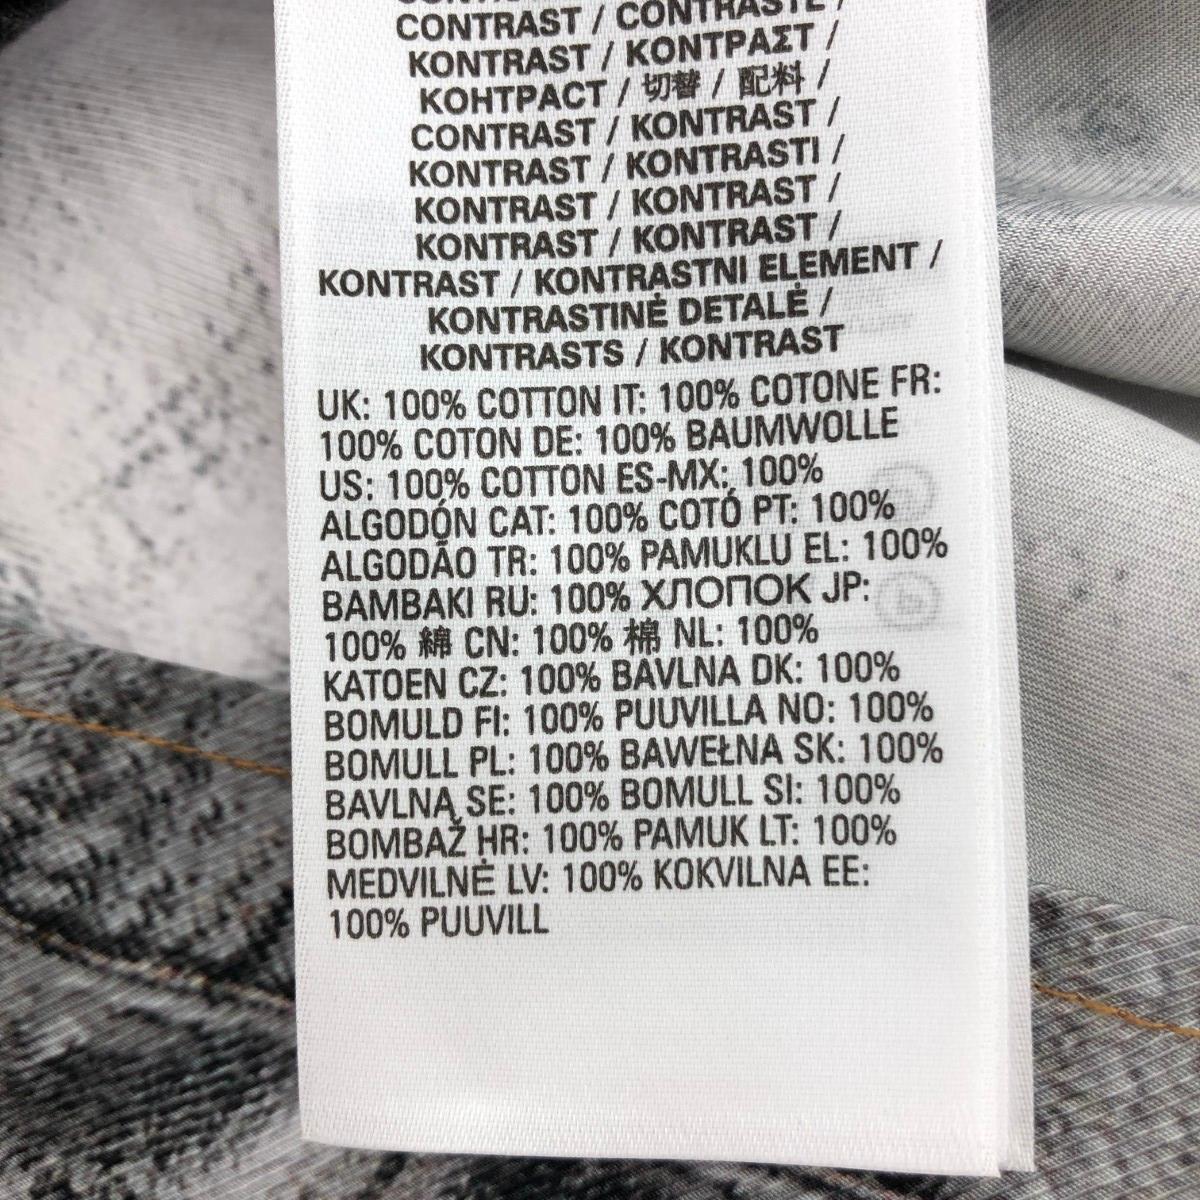 CONTRAST / CONTRASTE /
KONTRAST / ΚΟΝΤΡΑΣΤ /
КОНТРАСТ / 切替 / 配料 /
CONTRAST / KONTRAST /
KONTRAST / KONTRASTI /
KONTRAST / KONTRAST /
KONTRAST / KONTRAST /
KONTRAST / KONTRASTNI ELEMENT /
KONTRASTINĖ DETALĖ /
KONTRASTS / KONTRAST
UK: 100% COTTON IT: 100% COTONE FR:
100% COTON DE: 100% BAUMWOLLE
US: 100% COTTON ES-MX: 100%
ALGODÓN CAT: 100% COTÓ PT: 100%
ALGODÃO TR: 100% PAMUKLU EL: 100%
BAMBAKI RU: 100% ХЛОПОК JP:
100% 綿 CN: 100% 棉 NL: 100%
KATOEN CZ: 100% BAVLNA DK: 100%
BOMULD FI: 100% PUUVILLA NO: 100%
BOMULL PL: 100% BAWEŁNA SK: 100%
BAVLNĄ SE: 100% BOMULL SI: 100%
BOMBAŽ HR: 100% PAMUK LT: 100%
MEDVILNĖ LV: 100% KOKVILNA EE:
100% PUUVILL